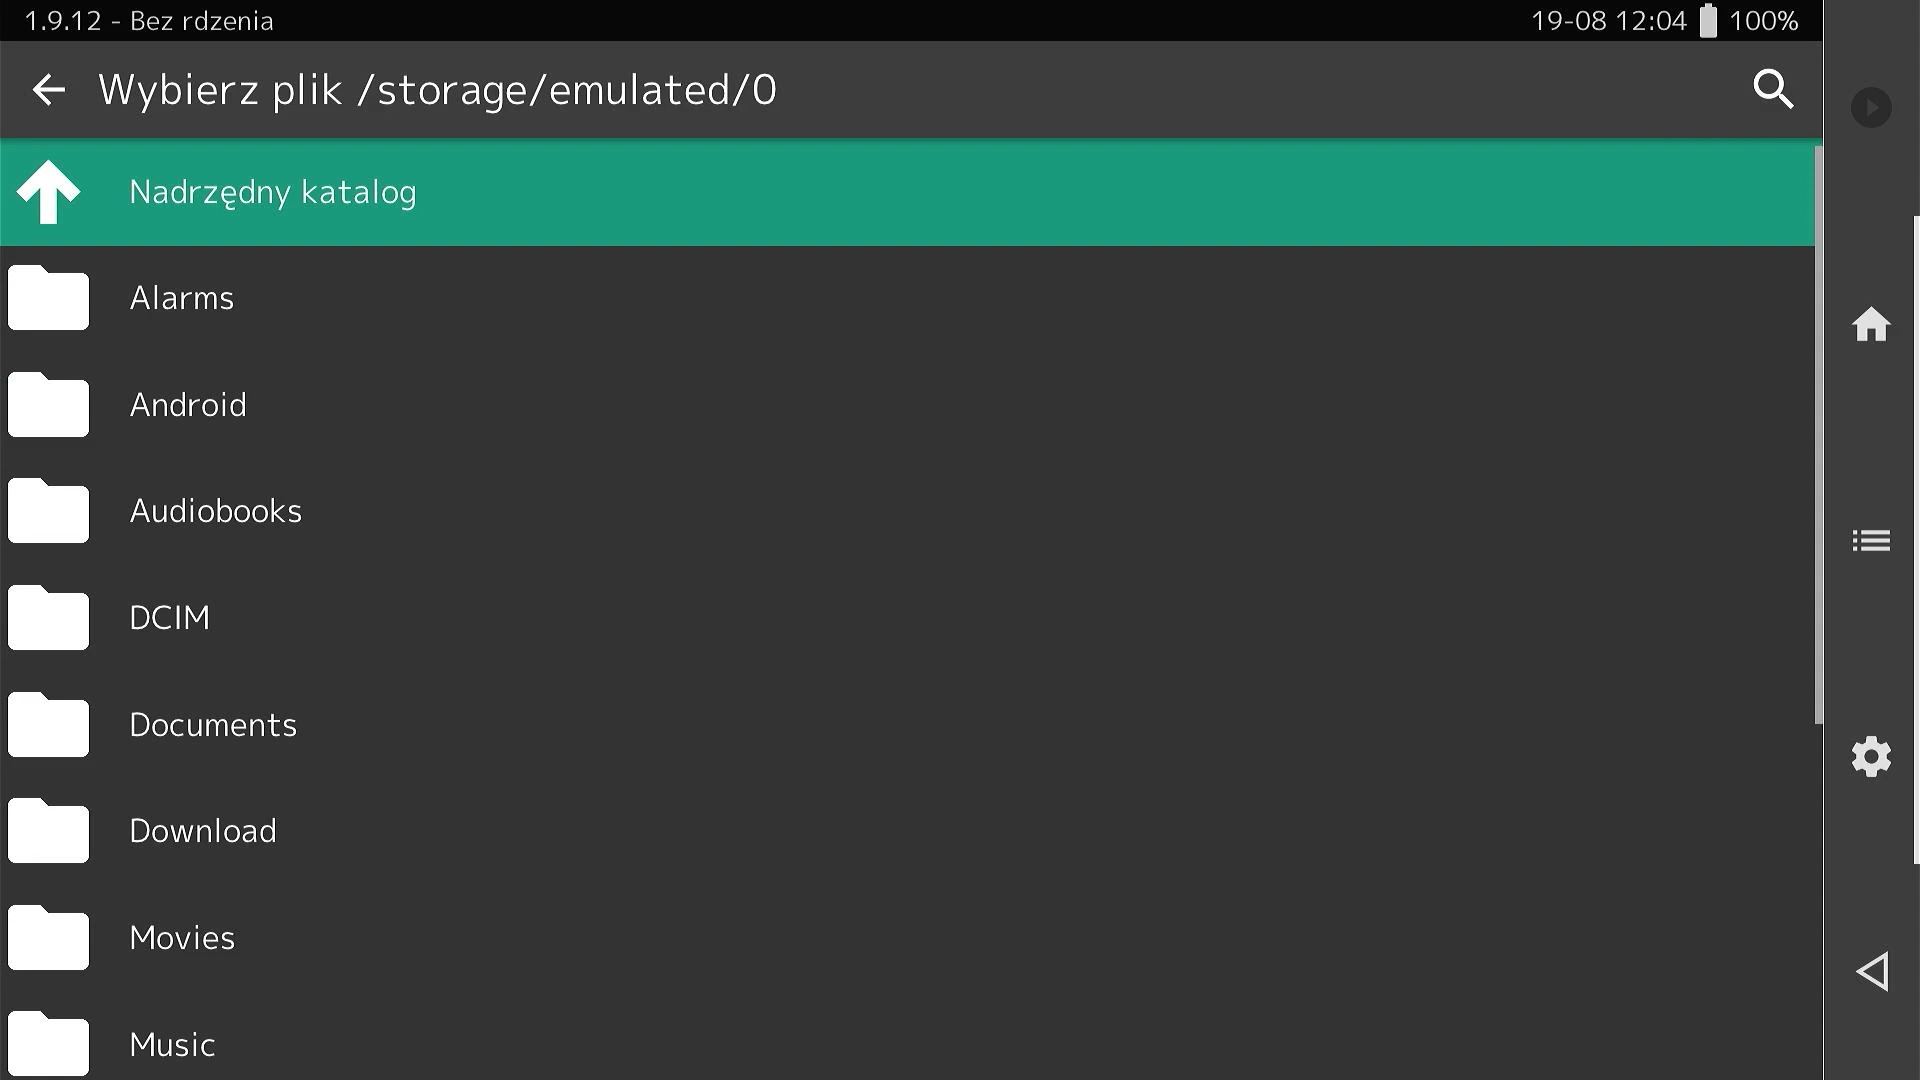 1.9.12 - Bez rdzenia
19-08 12:04 100%
Wybierz plik /storage/emulated/0
Nadrzędny katalog
Alarms
Android
Audiobooks
DCIM
Documents
Download
Movies
Music